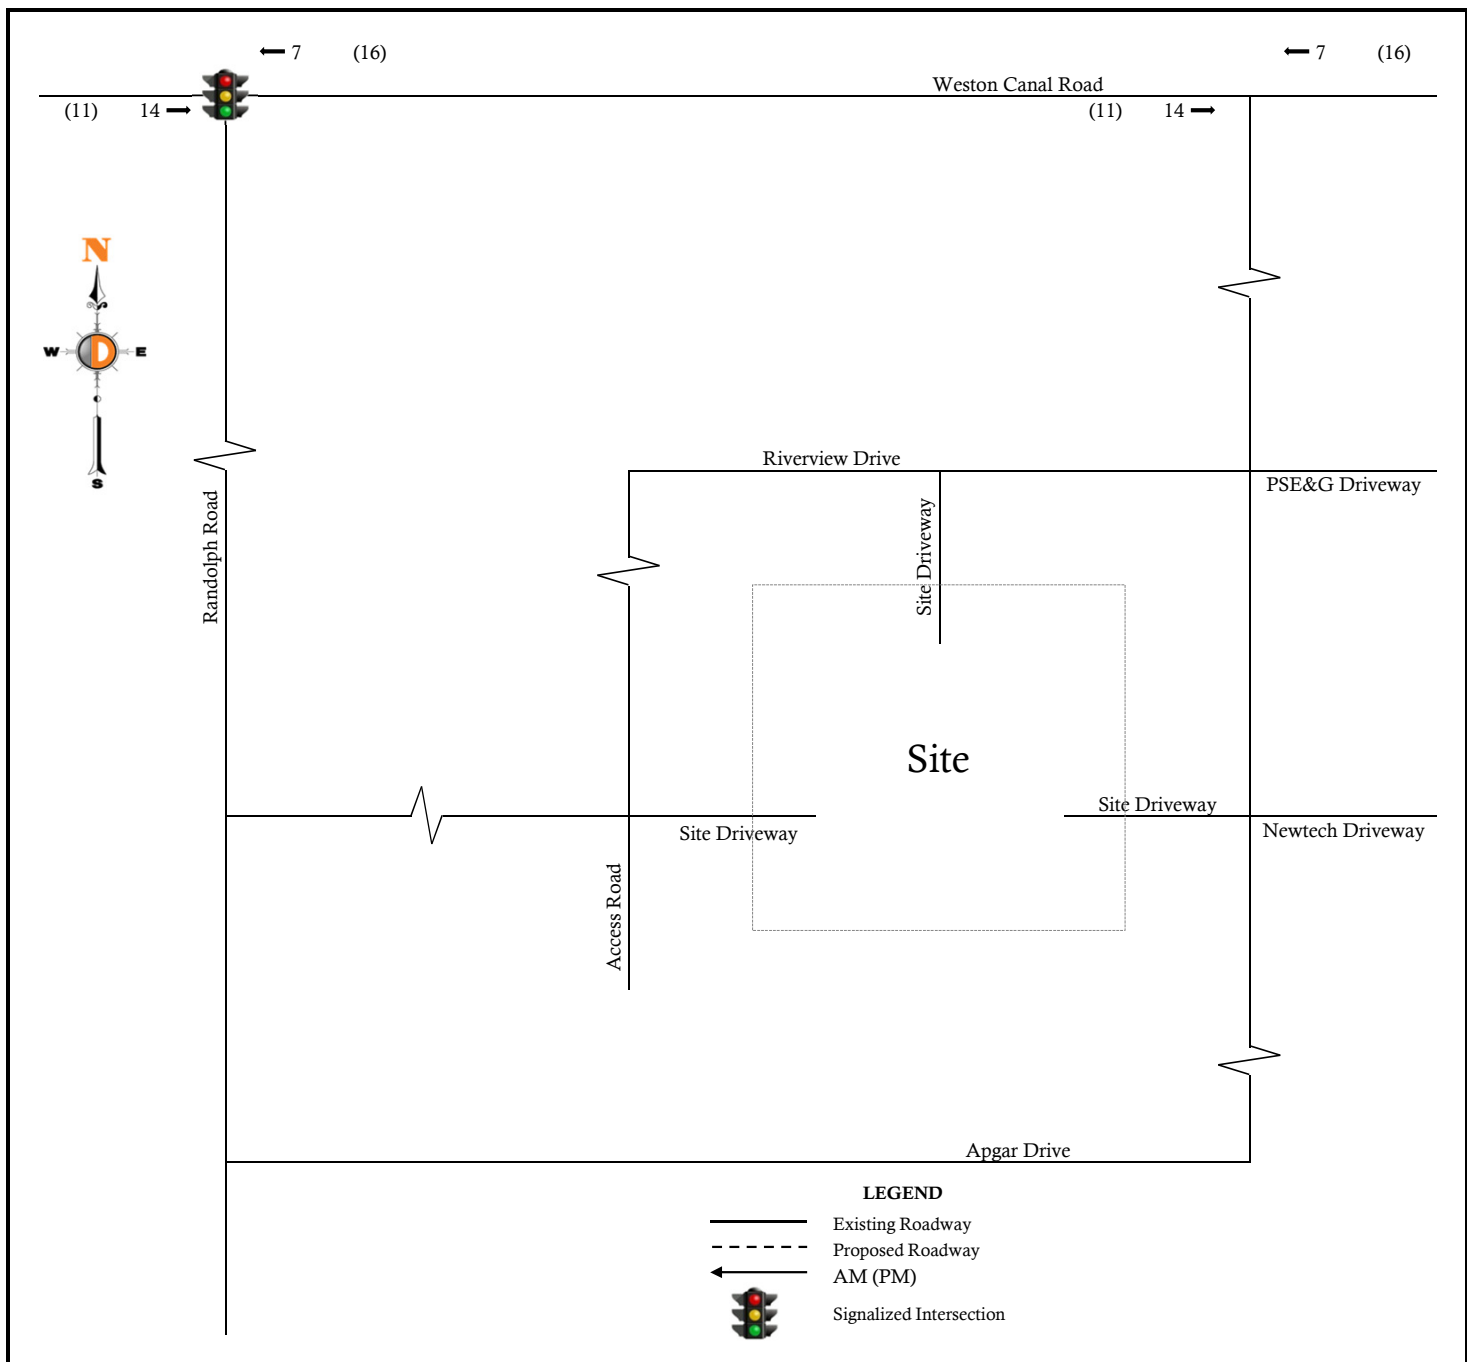 7 (16)
7 (16)
Weston Canal Road
(11) 14
(11) 14
N
W D E
S
Riverview Drive
PSE&G Driveway
Randolph Road
Site Driveway
Site
Site Driveway
Site Driveway
Newtech Driveway
Access Road
Apgar Drive
LEGEND
Existing Roadway
Proposed Roadway
AM (PM)
Signalized Intersection